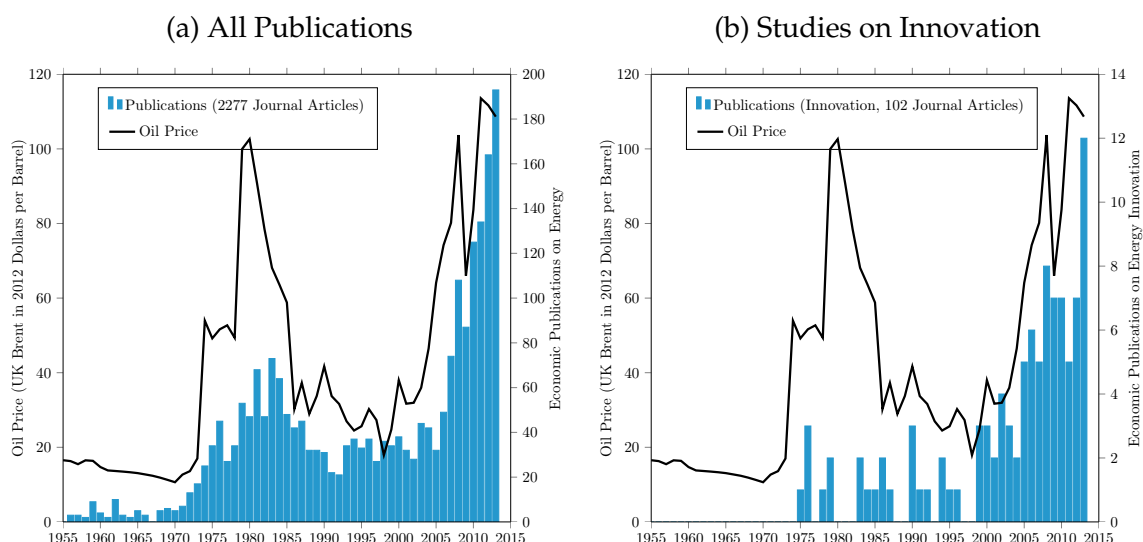 (a) All Publications
120
100
80
60
40
20
0
Oil Price (UK Brent in 2012 Dollars per Barrel)
Publications (2277 Journal Articles)
Oil Price
200
180
160
140
120
100
80
60
40
20
0
Economic Publications on Energy
1955 1960 1965 1970 1975 1980 1985 1990 1995 2000 2005 2010 2015
(b) Studies on Innovation
120
100
80
60
40
20
0
Oil Price (UK Brent in 2012 Dollars per Barrel)
Publications (Innovation, 102 Journal Articles)
Oil Price
14
12
10
8
6
4
2
0
Economic Publications on Energy Innovation
1955 1960 1965 1970 1975 1980 1985 1990 1995 2000 2005 2010 2015